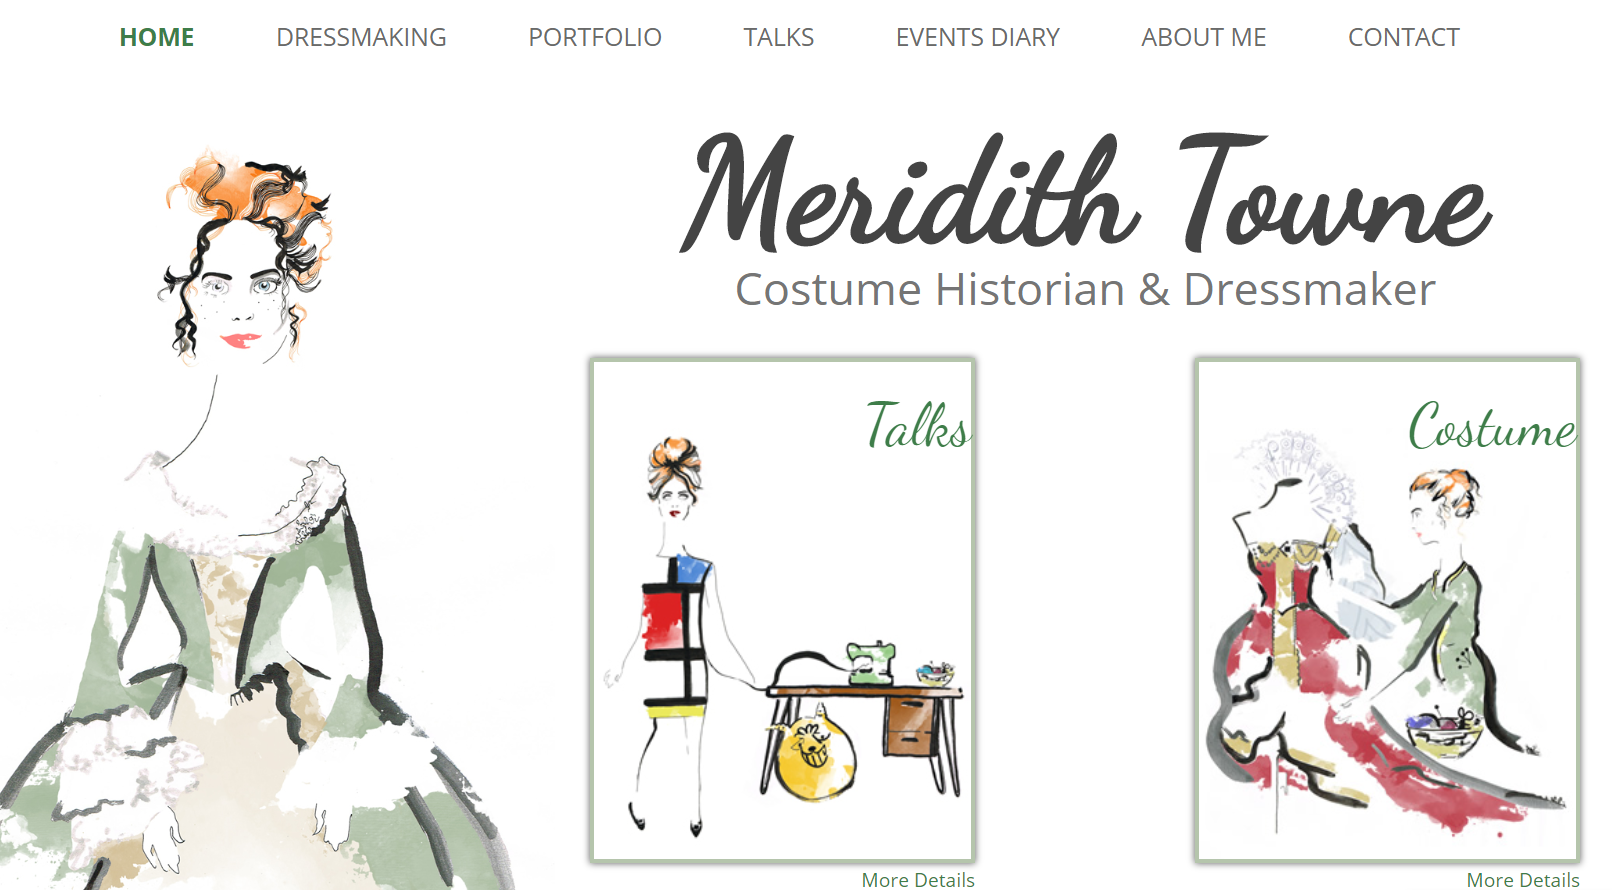 HOME DRESSMAKING PORTFOLIO TALKS EVENTS DIARY ABOUT ME CONTACT
Meridith Towne
Costume Historian & Dressmaker
Talks
Costume
More Details
More Details